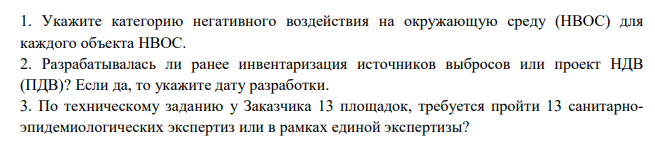 1. Укажите категорию негативного воздействия на окружающую среду (НВОС) для
каждого объекта НВОС.
2. Разрабатывалась ли ранее инвентаризация источников выбросов или проект НДВ
(ПДВ)? Если да, то укажите дату разработки.
3. По техническому заданию у Заказчика 13 площадок, требуется пройти 13 санитарно-
эпидемиологических экспертиз или в рамках единой экспертизы?